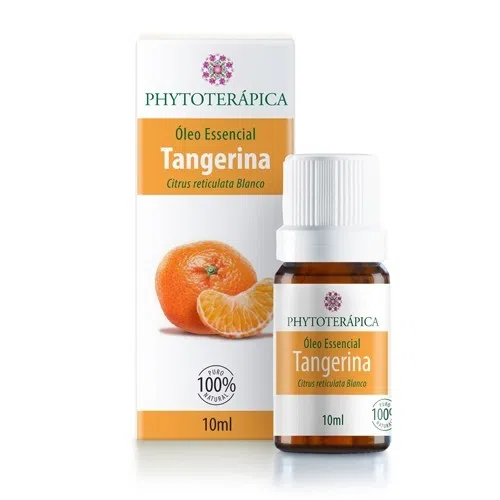 PHYTOTERÁPICA
Óleo Essencial
Tangerina
Citrus reticulata Blanco
PURO
100%
NATURAL
10ml
PHYTOTERÁPICA
Óleo Essencial
Tangerina
Citrus reticulata Blanco
10ml
100%